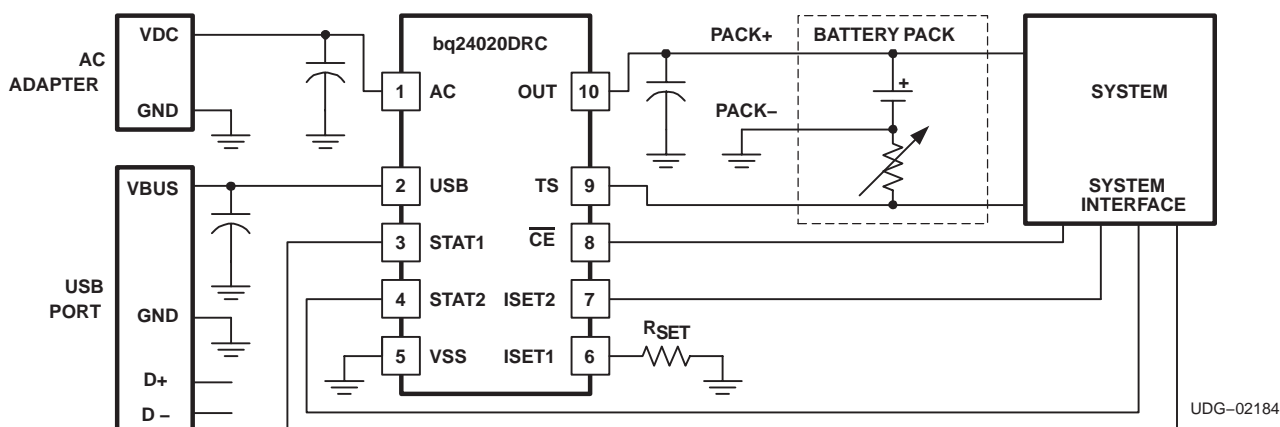 AC
ADAPTER
VDC
GND
bq24020DRC
1 AC
OUT 10
PACK+
BATTERY PACK
+
PACK–
SYSTEM
USB
PORT
VBUS
GND
D+
D –
2 USB
TS 9
3 STAT1
CE 8
4 STAT2
ISET2 7
5 VSS
ISET1 6
RSET
SYSTEM
INTERFACE
UDG–02184